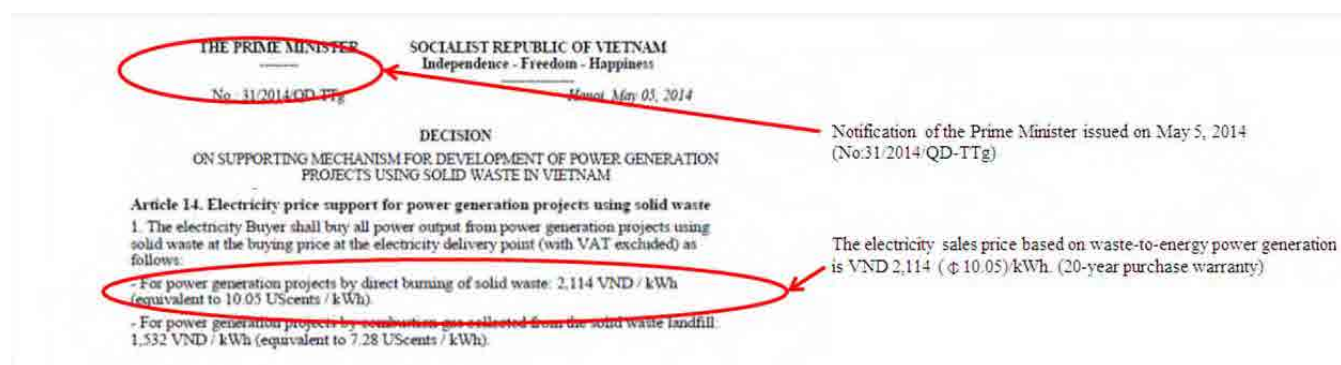 THE PRIME MINISTER
-------
SOCIALIST REPUBLIC OF VIETNAM
Independence - Freedom - Happiness
---------------
No.: 31/2014/QD-TTg
Hanoi, May 05, 2014
DECISION
ON SUPPORTING MECHANISM FOR DEVELOPMENT OF POWER GENERATION
PROJECTS USING SOLID WASTE IN VIETNAM
Article 14. Electricity price support for power generation projects using solid waste
1. The electricity Buyer shall buy all power output from power generation projects using
solid waste at the buying price at the electricity delivery point (with VAT excluded) as
follows:
- For power generation projects by direct burning of solid waste: 2,114 VND / kWh
(equivalent to 10.05 UScents / kWh).
- For power generation projects by combustion gas collected from the solid waste landfill:
1,532 VND / kWh (equivalent to 7.28 UScents / kWh).
Notification of the Prime Minister issued on May 5, 2014
(No:31/2014/QD-TTg)
The electricity sales price based on waste-to-energy power generation
is VND 2,114 (￠10.05)/kWh. (20-year purchase warranty)